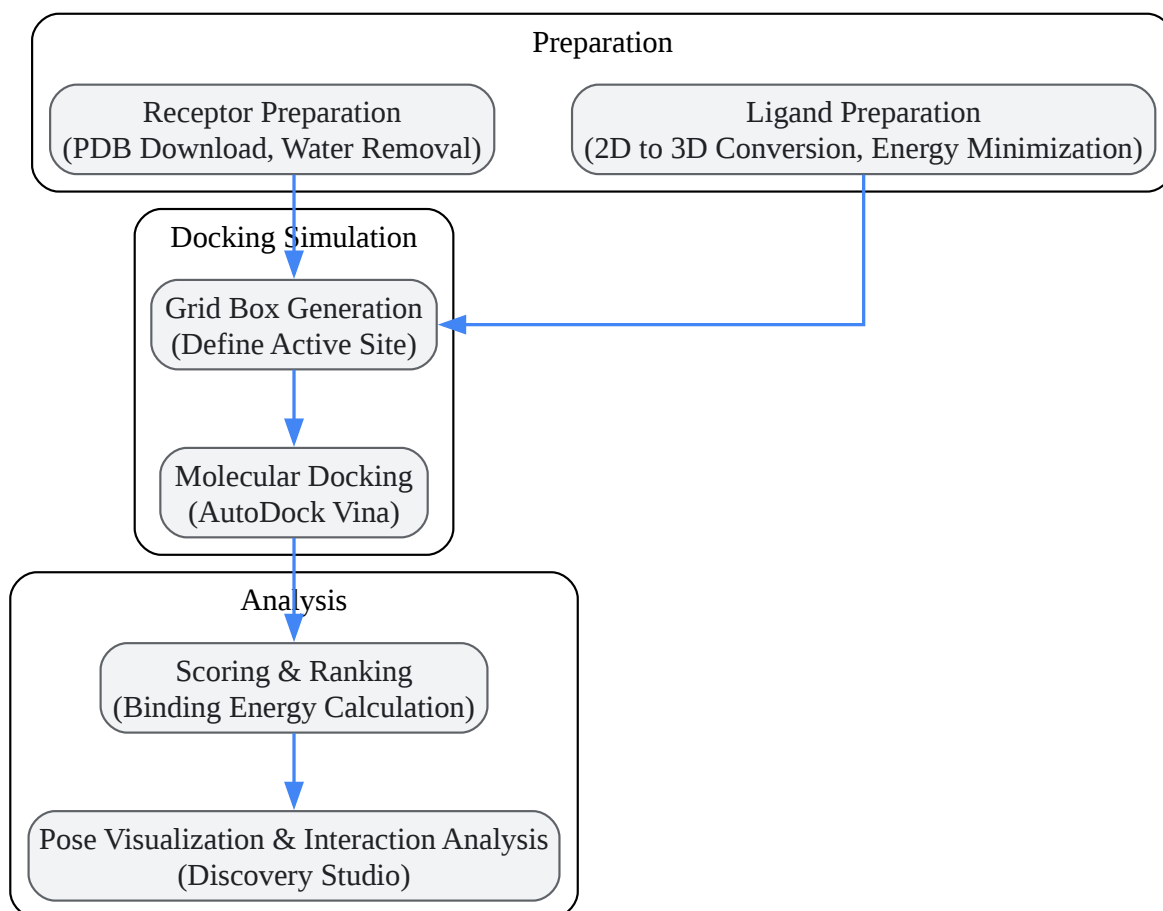 Preparation
Receptor Preparation
(PDB Download, Water Removal)
Ligand Preparation
(2D to 3D Conversion, Energy Minimization)
Docking Simulation
Grid Box Generation
(Define Active Site)
Molecular Docking
(AutoDock Vina)
Analysis
Scoring & Ranking
(Binding Energy Calculation)
Pose Visualization & Interaction Analysis
(Discovery Studio)